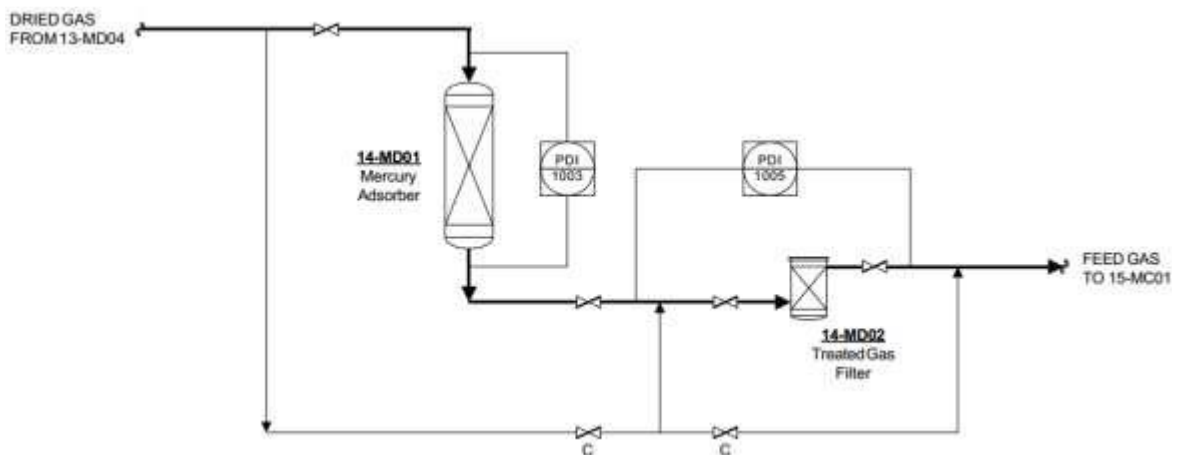 DRIED GAS
FROM 13-MD04
14-MD01
Mercury
Adsorber
PDI
1003
PDI
1005
FEED GAS
TO 15-MC01
14-MD02
Treated Gas
Filter
C
C